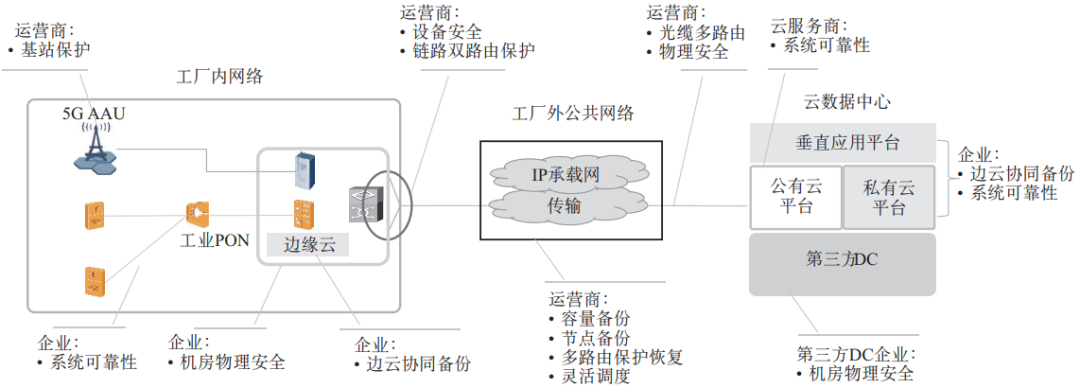 运营商：
• 基站保护
运营商：
• 设备安全
• 链路双路由保护
运营商：
• 光缆多路由
• 物理安全
云服务商：
• 系统可靠性
工厂内网络
5G AAU
工业PON
边缘云
工厂外公共网络
IP承载网
传输
云数据中心
垂直应用平台
公有云
平台
私有云
平台
第三方DC
企业：
• 边云协同备份
• 系统可靠性
企业：
• 系统可靠性
企业：
• 机房物理安全
企业：
• 边云协同备份
运营商：
• 容量备份
• 节点备份
• 多路由保护恢复
• 灵活调度
第三方DC企业：
• 机房物理安全